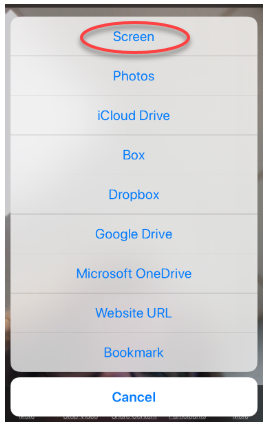 Screen
Photos
iCloud Drive
Box
Dropbox
Google Drive
Microsoft OneDrive
Website URL
Bookmark
Cancel